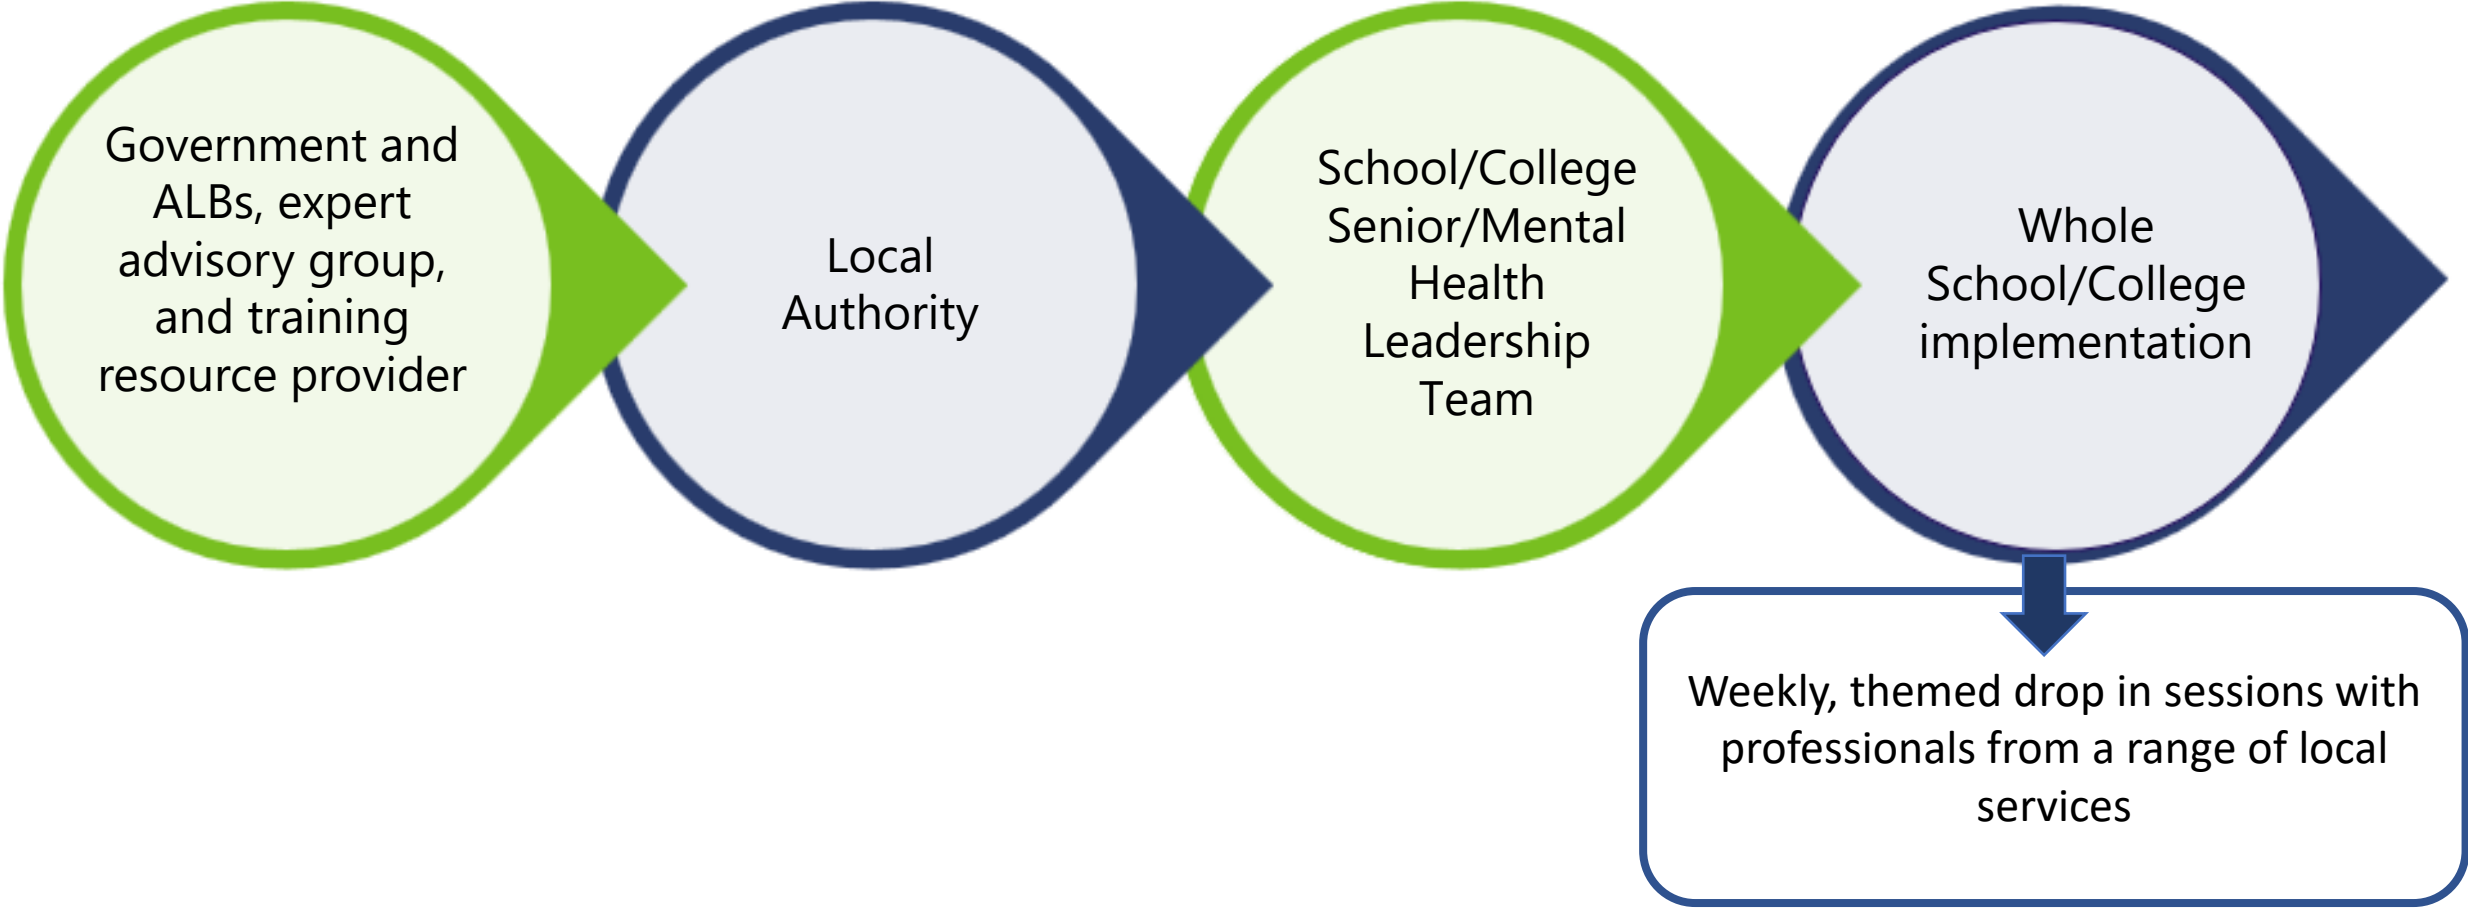 Government and
ALBs, expert
advisory group,
and training
resource provider
Local
Authority
School/College
Senior/Mental
Health
Leadership
Team
Whole
School/College
implementation
Weekly, themed drop in sessions with
professionals from a range of local
services